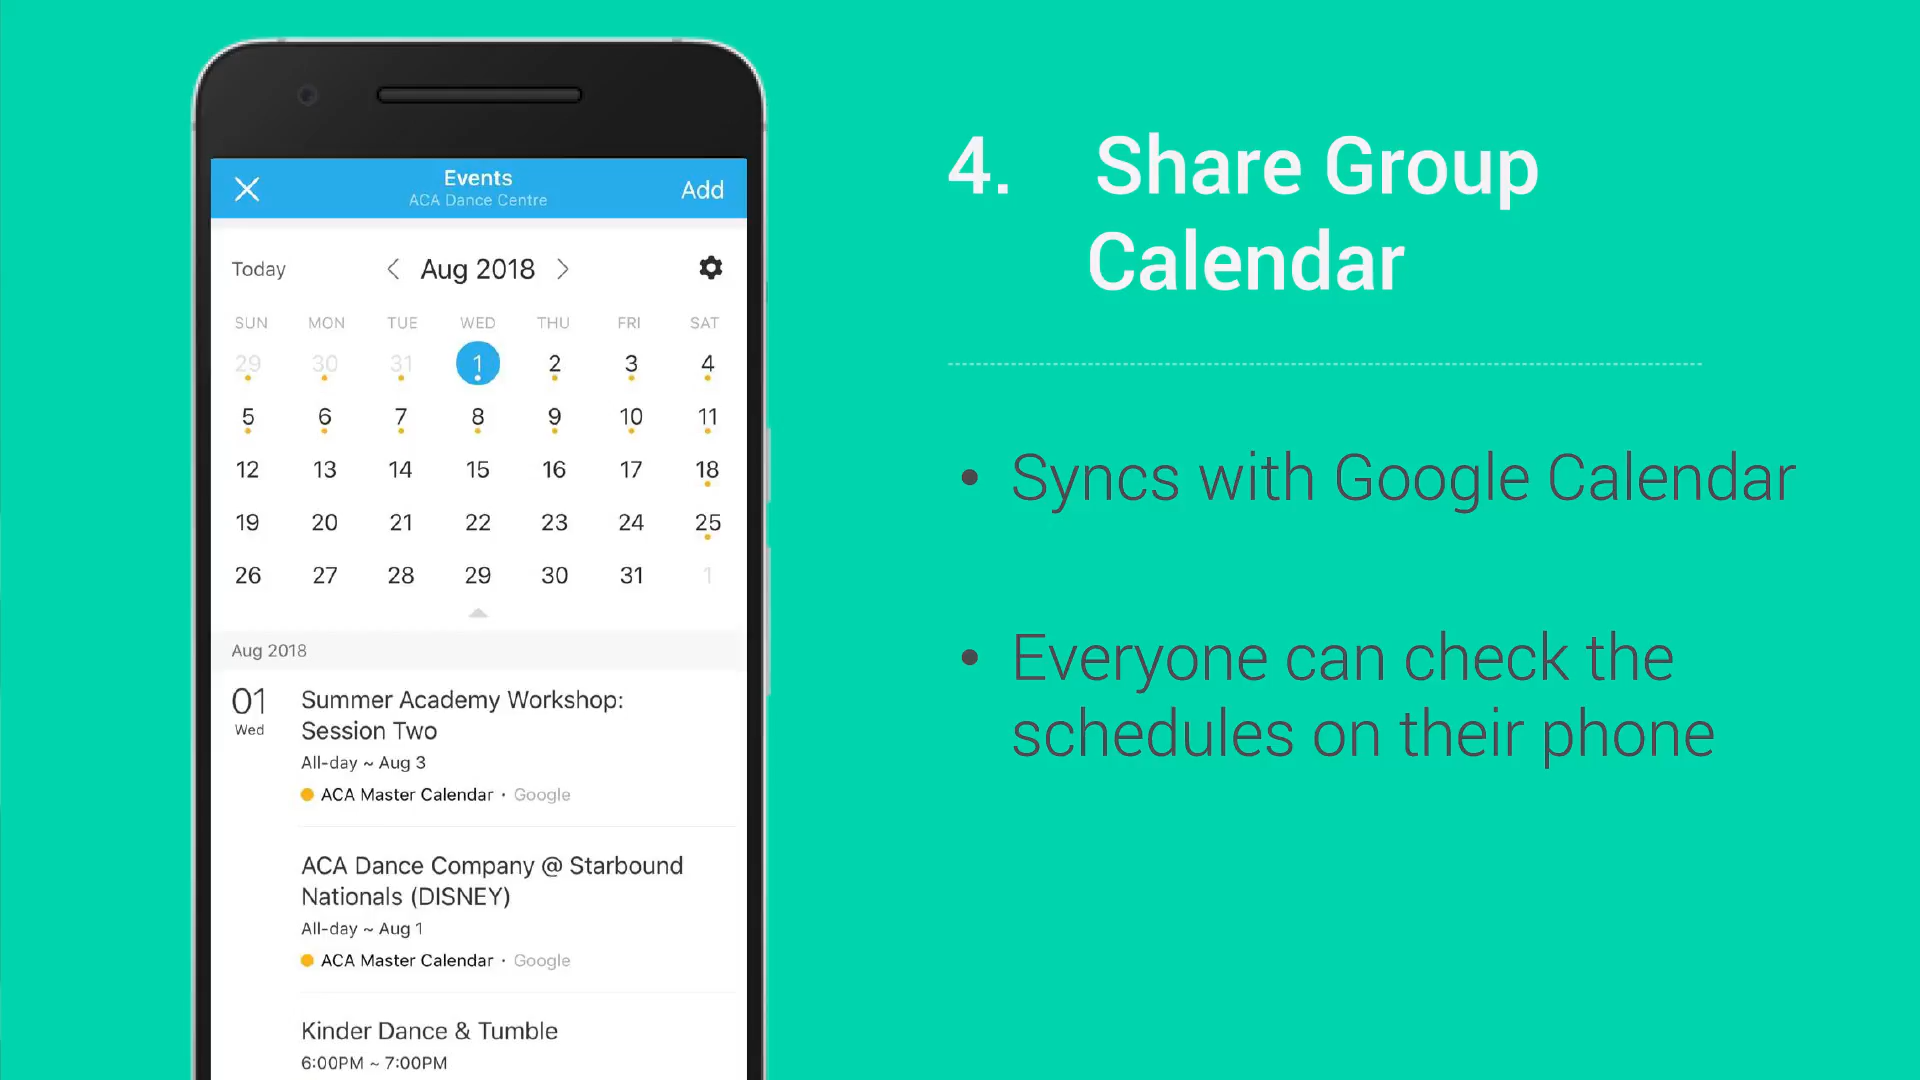 Events
ACA Dance Centre
Add
Today
Aug 2018
SUN MON TUE WED THU FRI SAT
29 30 31 1 2 3 4
5 6 7 8 9 10 11
12 13 14 15 16 17 18
19 20 21 22 23 24 25
26 27 28 29 30 31 1
Aug 2018
01
Wed
Summer Academy Workshop:
Session Two
All-day ~ Aug 3
ACA Master Calendar · Google
ACA Dance Company @ Starbound
Nationals (DISNEY)
All-day ~ Aug 1
ACA Master Calendar · Google
Kinder Dance & Tumble
6:00PM ~ 7:00PM
4. Share Group
Calendar
• Syncs with Google Calendar
• Everyone can check the
schedules on their phone